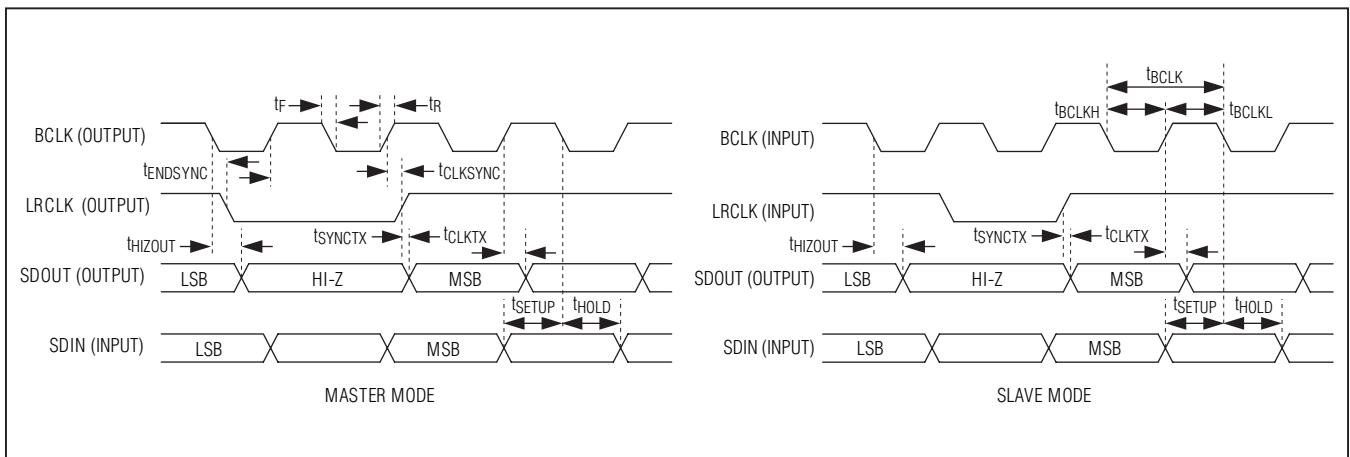 tF
tR
BCLK (OUTPUT)
tENDSYNC
tCLKSYNC
LRCLK (OUTPUT)
tHIZOUT
tSYNCTX
tCLKTX
SDOUT (OUTPUT)
LSB
HI-Z
MSB
tSETUP
tHOLD
SDIN (INPUT)
LSB
MSB
MASTER MODE
tBCLK
tBCLKH
tBCLKL
BCLK (INPUT)
LRCLK (INPUT)
tHIZOUT
tSYNCTX
tCLKTX
SDOUT (OUTPUT)
LSB
HI-Z
MSB
tSETUP
tHOLD
SDIN (INPUT)
LSB
MSB
SLAVE MODE